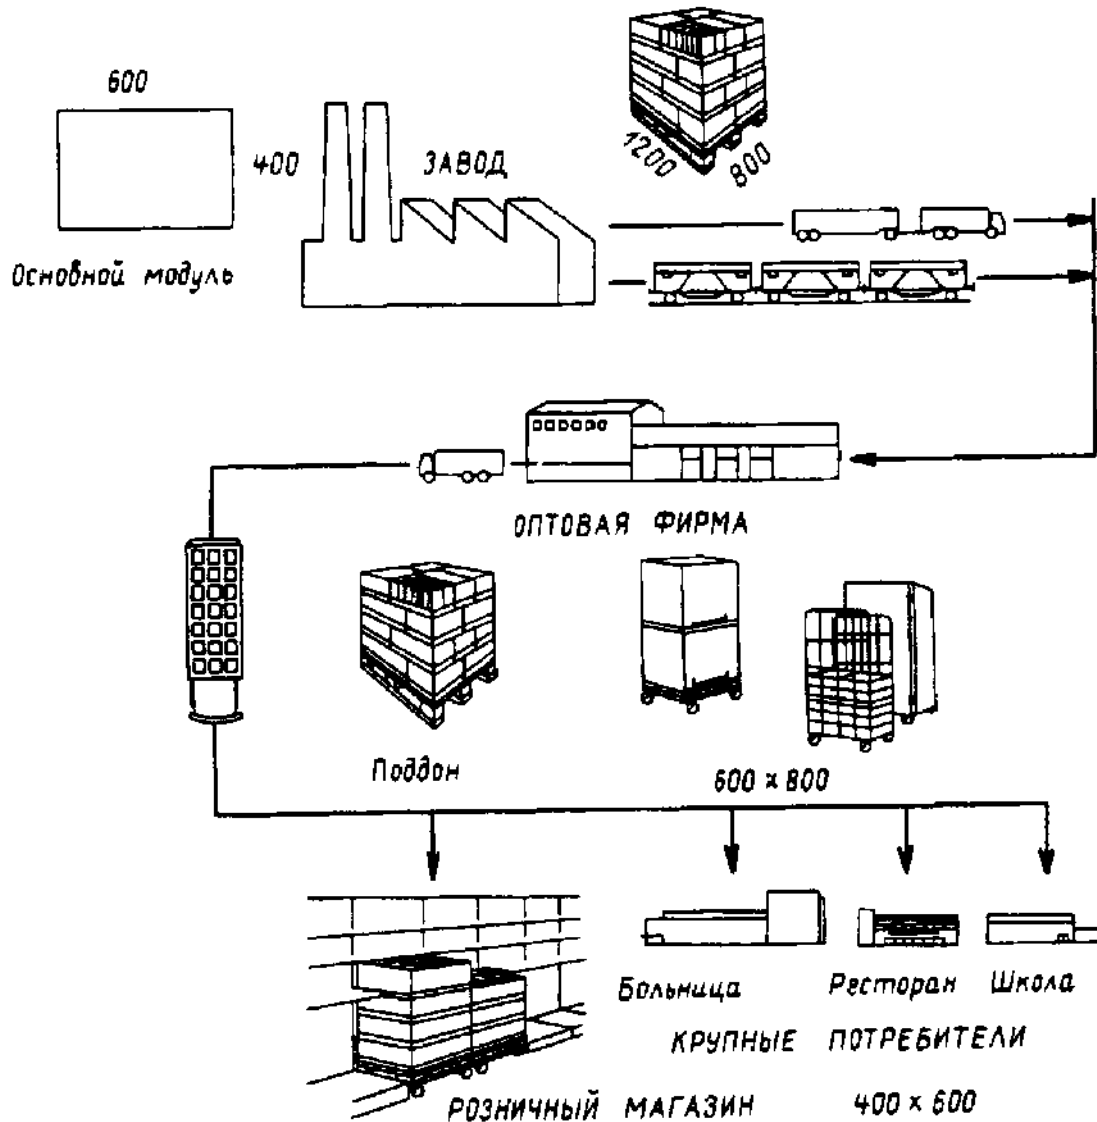 600
400
Основной модуль
ЗАВОД
1200
800
ОПТОВАЯ ФИРМА
Поддон
600 × 800
Больница
Ресторан
Школа
КРУПНЫЕ ПОТРЕБИТЕЛИ
РОЗНИЧНЫЙ МАГАЗИН
400 × 600